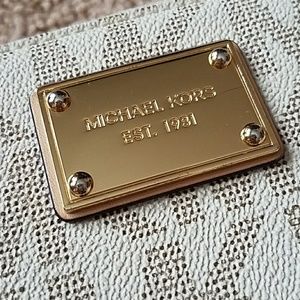 MICHAEL KORS
EST. 1981